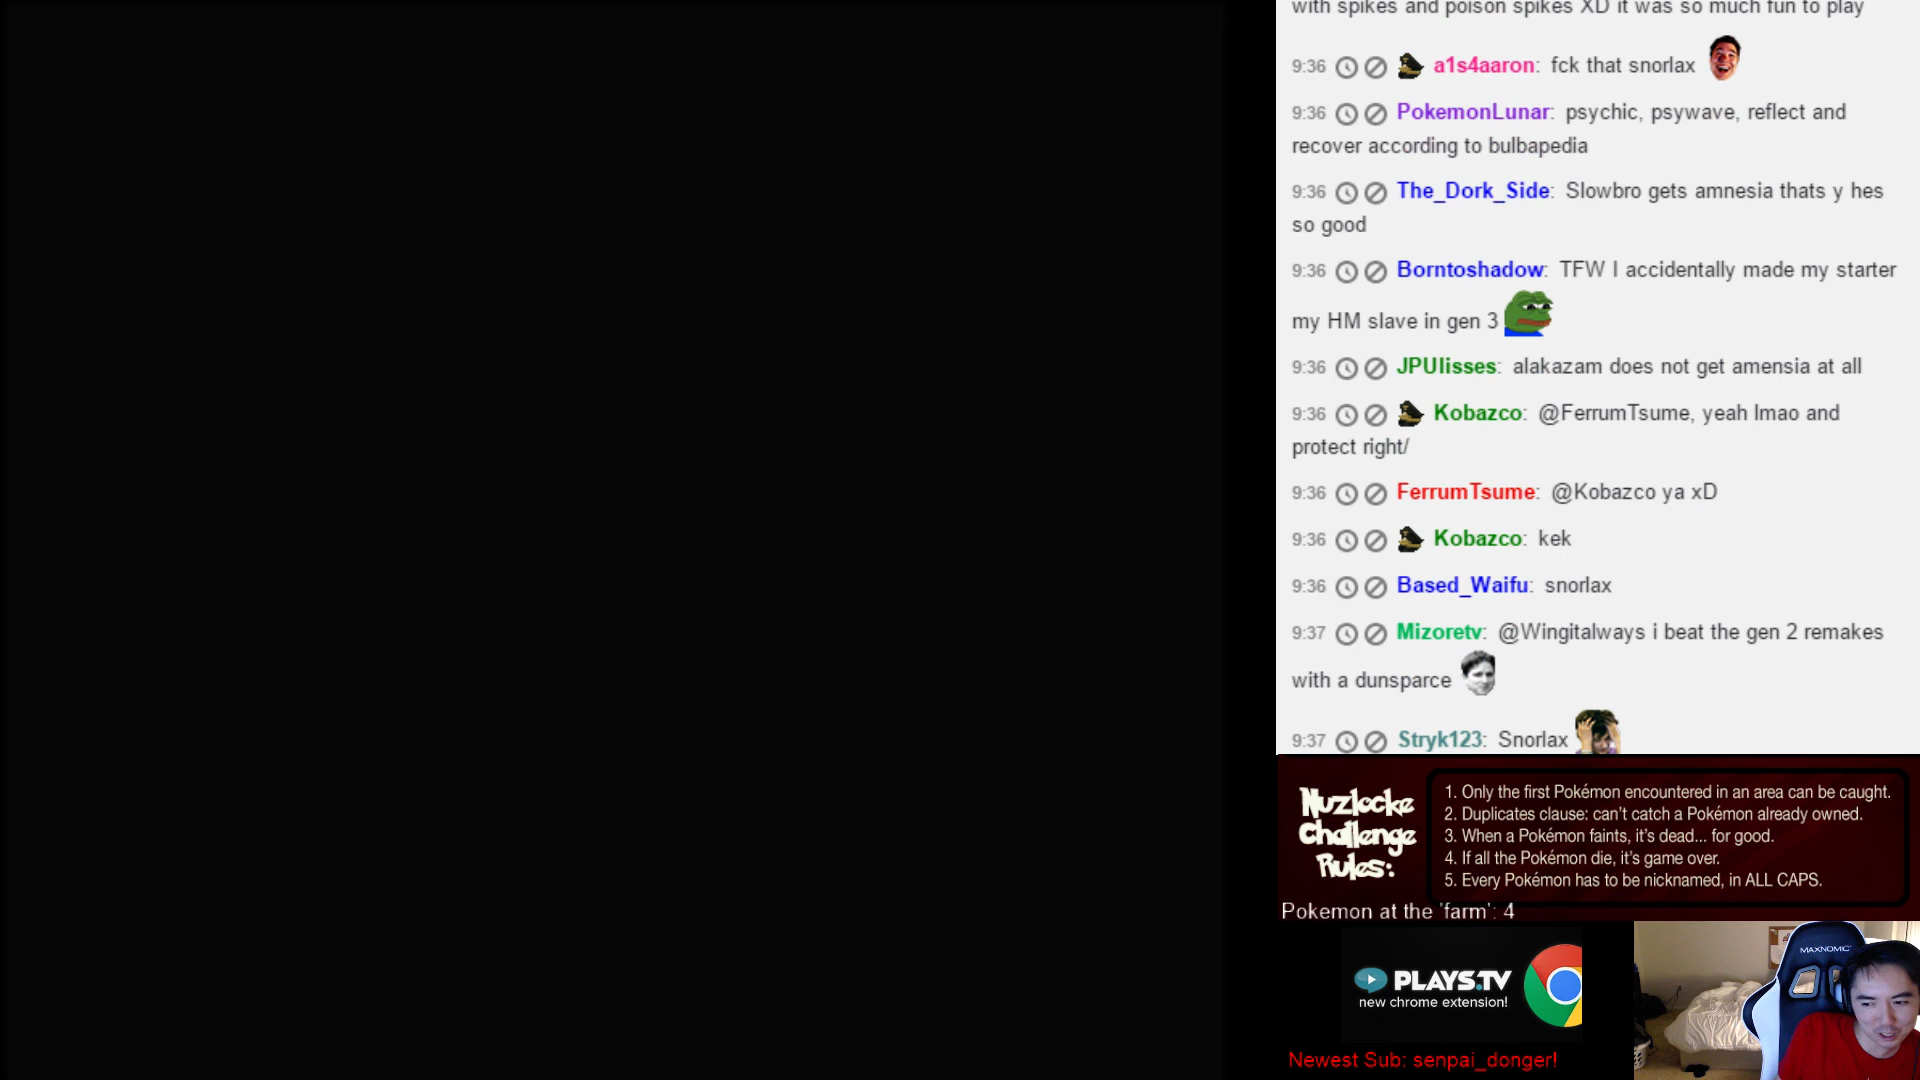 with spikes and poison spikes XD it was so much fun to play
9:36 a1s4aaron: fck that snorlax
9:36 PokemonLunar: psychic, psywave, reflect and
recover according to bulbapedia
9:36 The_Dork_Side: Slowbro gets amnesia thats y hes
so good
9:36 Borntoshadow: TFW I accidentally made my starter
my HM slave in gen 3
9:36 JPUlisses: alakazam does not get amensia at all
9:36 Kobazco: @FerrumTsume, yeah lmao and
protect right/
9:36 FerrumTsume: @Kobazco ya xD
9:36 Kobazco: kek
9:36 Based_Waifu: snorlax
9:37 Mizoretv: @Wingitalways i beat the gen 2 remakes
with a dunsparce
9:37 Stryk123: Snorlax
Nuzlocke
Challenge
Rules:
1. Only the first Pokémon encountered in an area can be caught.
2. Duplicates clause: can't catch a Pokémon already owned.
3. When a Pokémon faints, it's dead... for good.
4. If all the Pokémon die, it's game over.
5. Every Pokémon has to be nicknamed, in ALL CAPS.
Pokemon at the 'farm': 4
PLAYS.TV
new chrome extension!
MAXNOMIC
Newest Sub: senpai_donger!